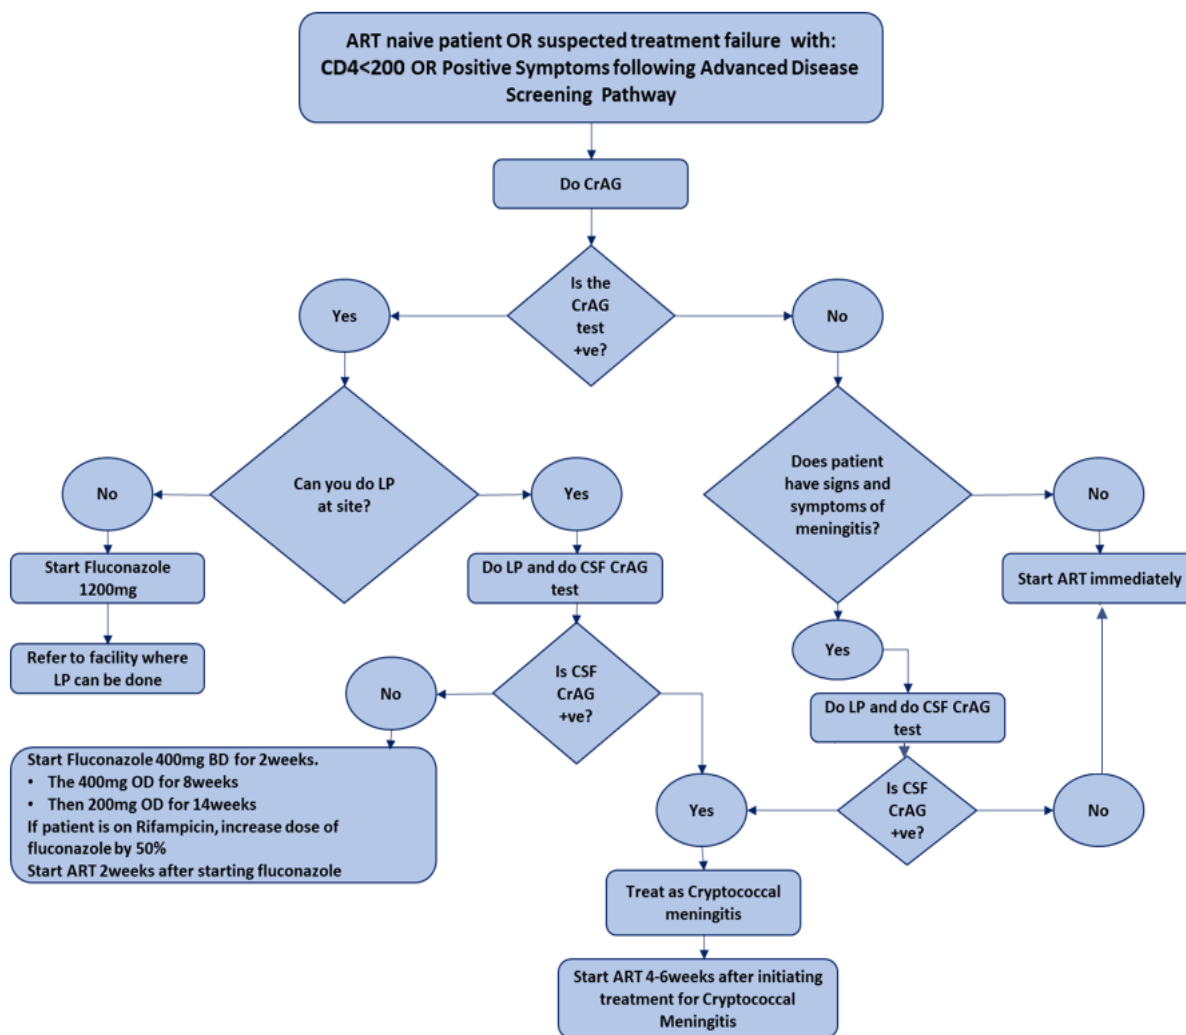 ART naive patient OR suspected treatment failure with:
CD4<200 OR Positive Symptoms following Advanced Disease
Screening Pathway
Do CrAG
Is the
CrAG
test
+ve?
Yes
No
Can you do LP
at site?
Does patient
have signs and
symptoms of
meningitis?
No
Yes
No
Start Fluconazole
1200mg
Do LP and do CSF CrAG
test
Start ART immediately
Refer to facility where
LP can be done
Yes
No
Is CSF
CrAG
+ve?
Do LP and do CSF CrAG
test
Start Fluconazole 400mg BD for 2weeks.
• The 400mg OD for 8weeks
• Then 200mg OD for 14weeks
If patient is on Rifampicin, increase dose of
fluconazole by 50%
Start ART 2weeks after starting fluconazole
Yes
Is CSF
CrAG
+ve?
No
Treat as Cryptococcal
meningitis
Start ART 4-6weeks after initiating
treatment for Cryptococcal
Meningitis